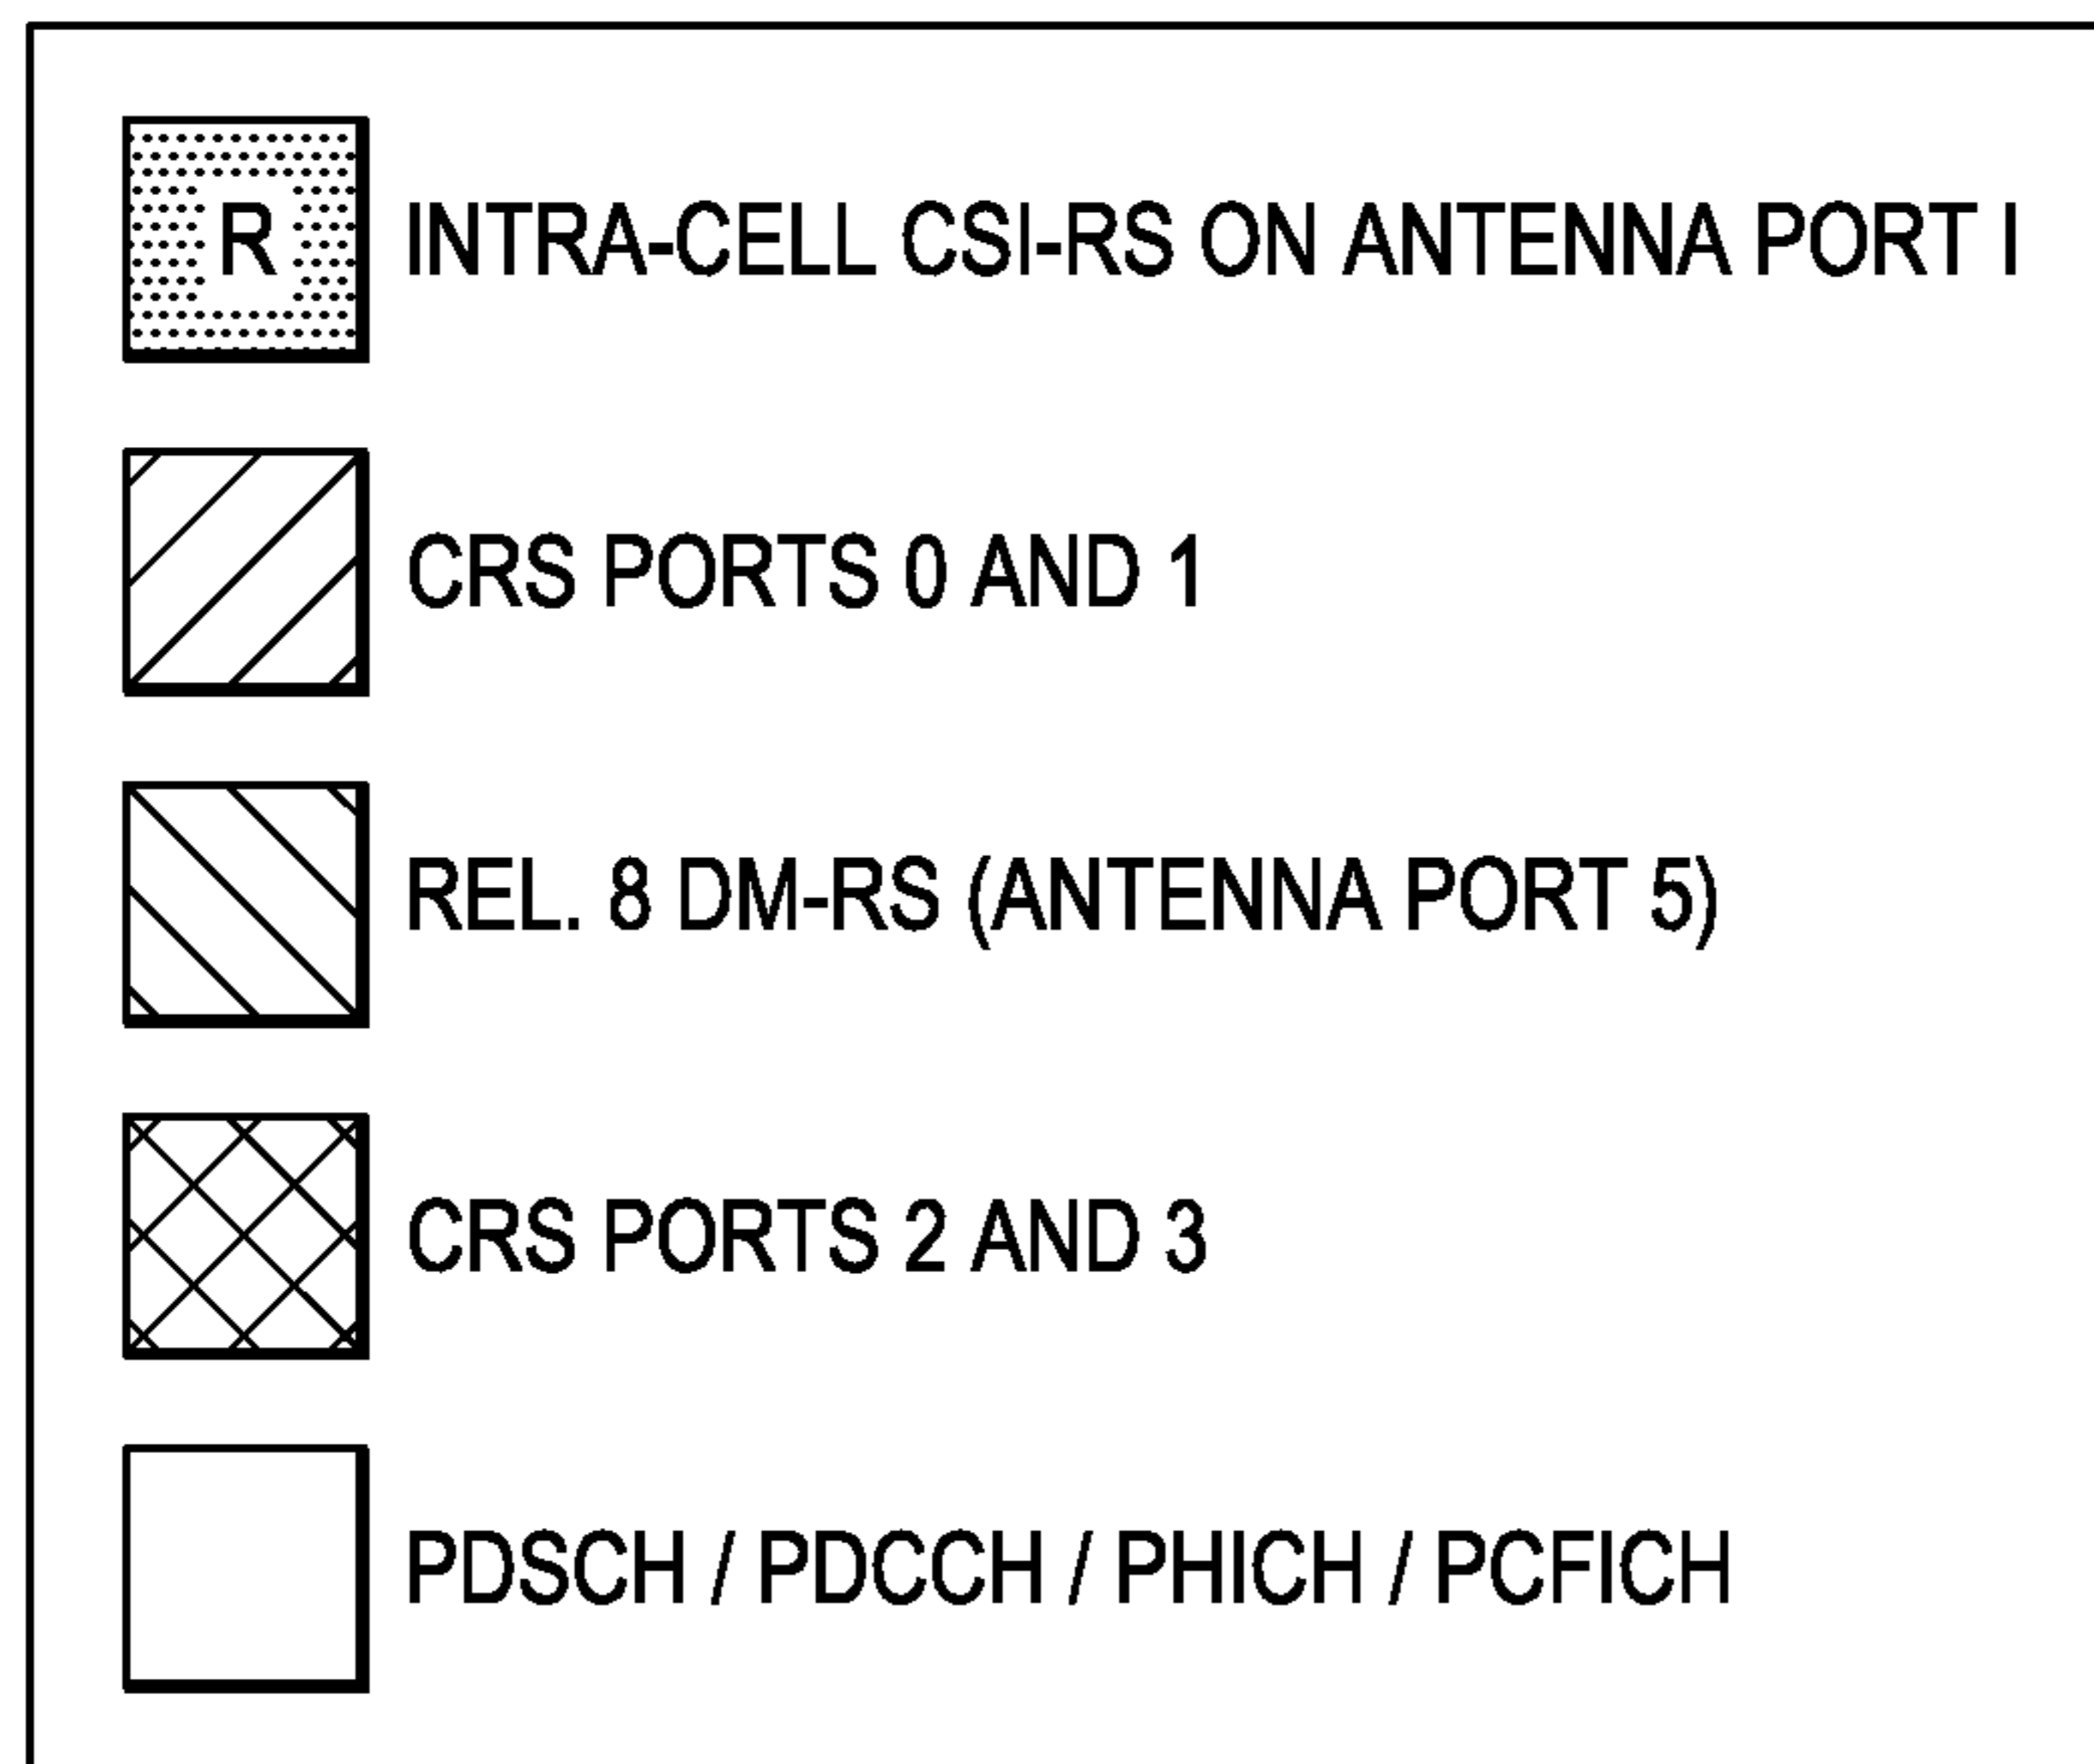 R INTRA-CELL CSI-RS ON ANTENNA PORT I
CRS PORTS 0 AND 1
REL. 8 DM-RS (ANTENNA PORT 5)
CRS PORTS 2 AND 3
PDSCH / PDCCH / PHICH / PCFICH